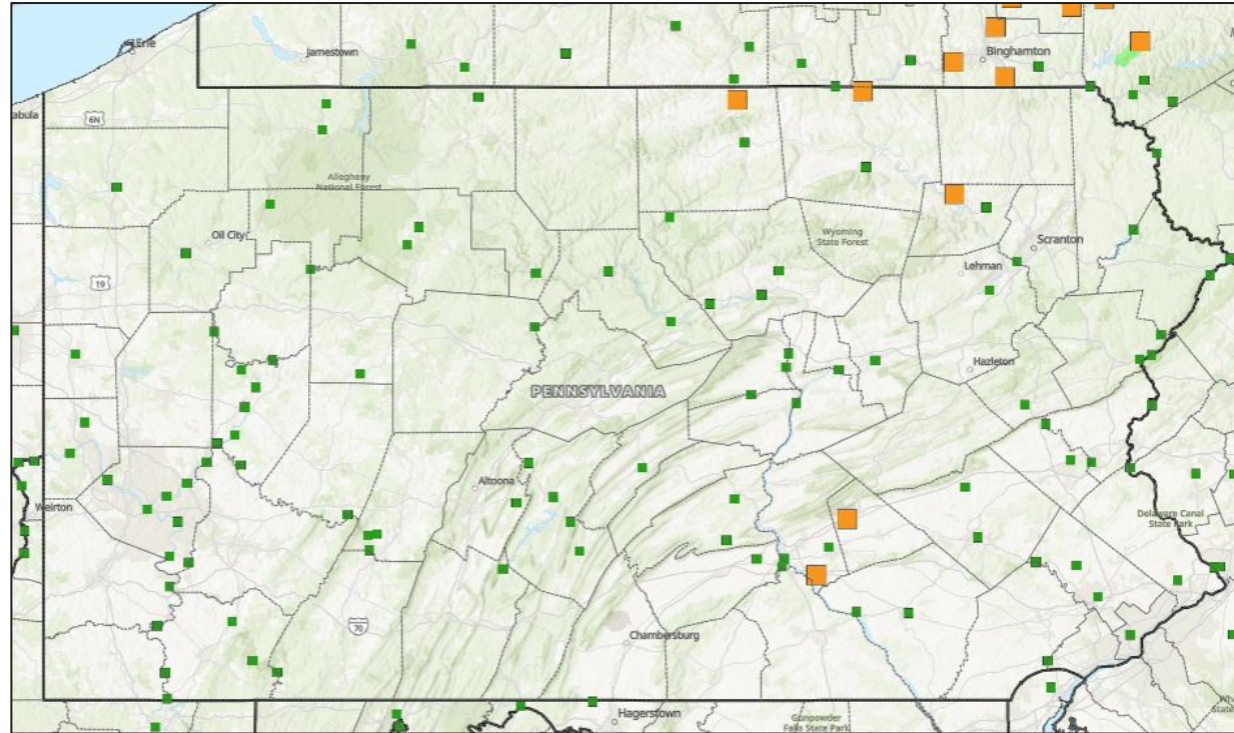 Erie
Jamestown
Binghamton
abula
6N
Allegheny
National Forest
Oil City
Wyoming
State Forest
Scranton
Lehman
19
Hazleton
PENNSYLVANIA
Altoona
Weirton
Delaware Canal
State Park
70
Chambersburg
Hagerstown
Gunpowder
Falls State Park